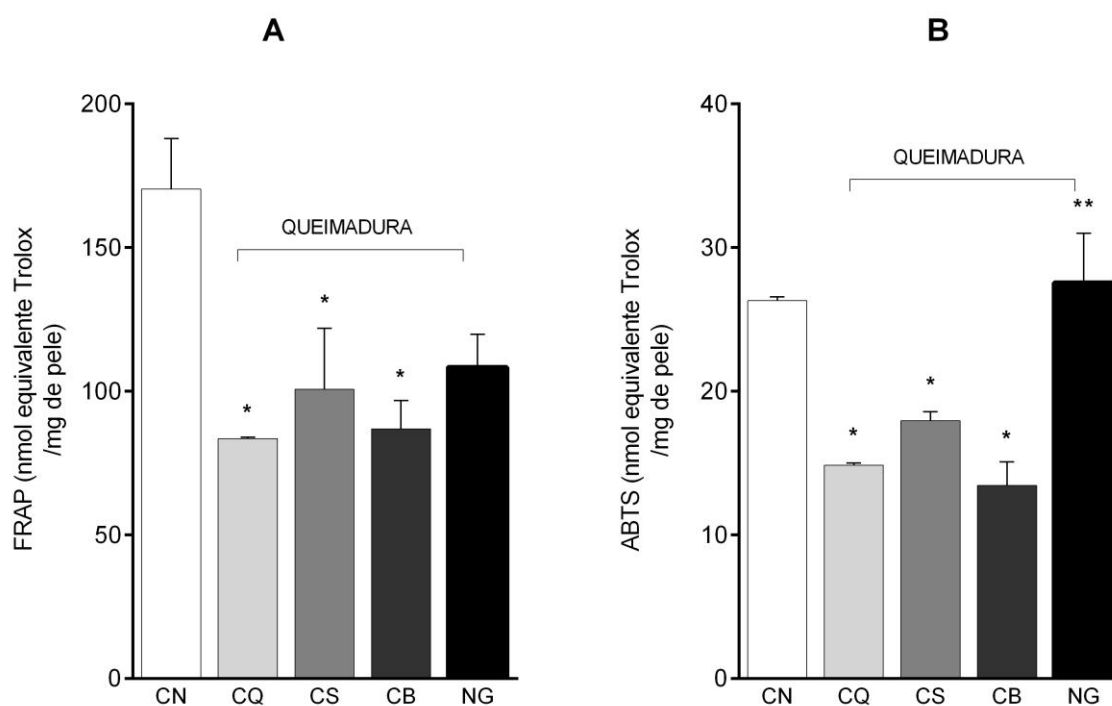 A
FRAP (nmol equivalente Trolox
/mg de pele)
200
150
100
50
0
QUEIMADURA
*
*
*
CN CQ CS CB NG
B
ABTS (nmol equivalente Trolox
/mg de pele)
40
30
20
10
0
QUEIMADURA
**
*
*
*
CN CQ CS CB NG